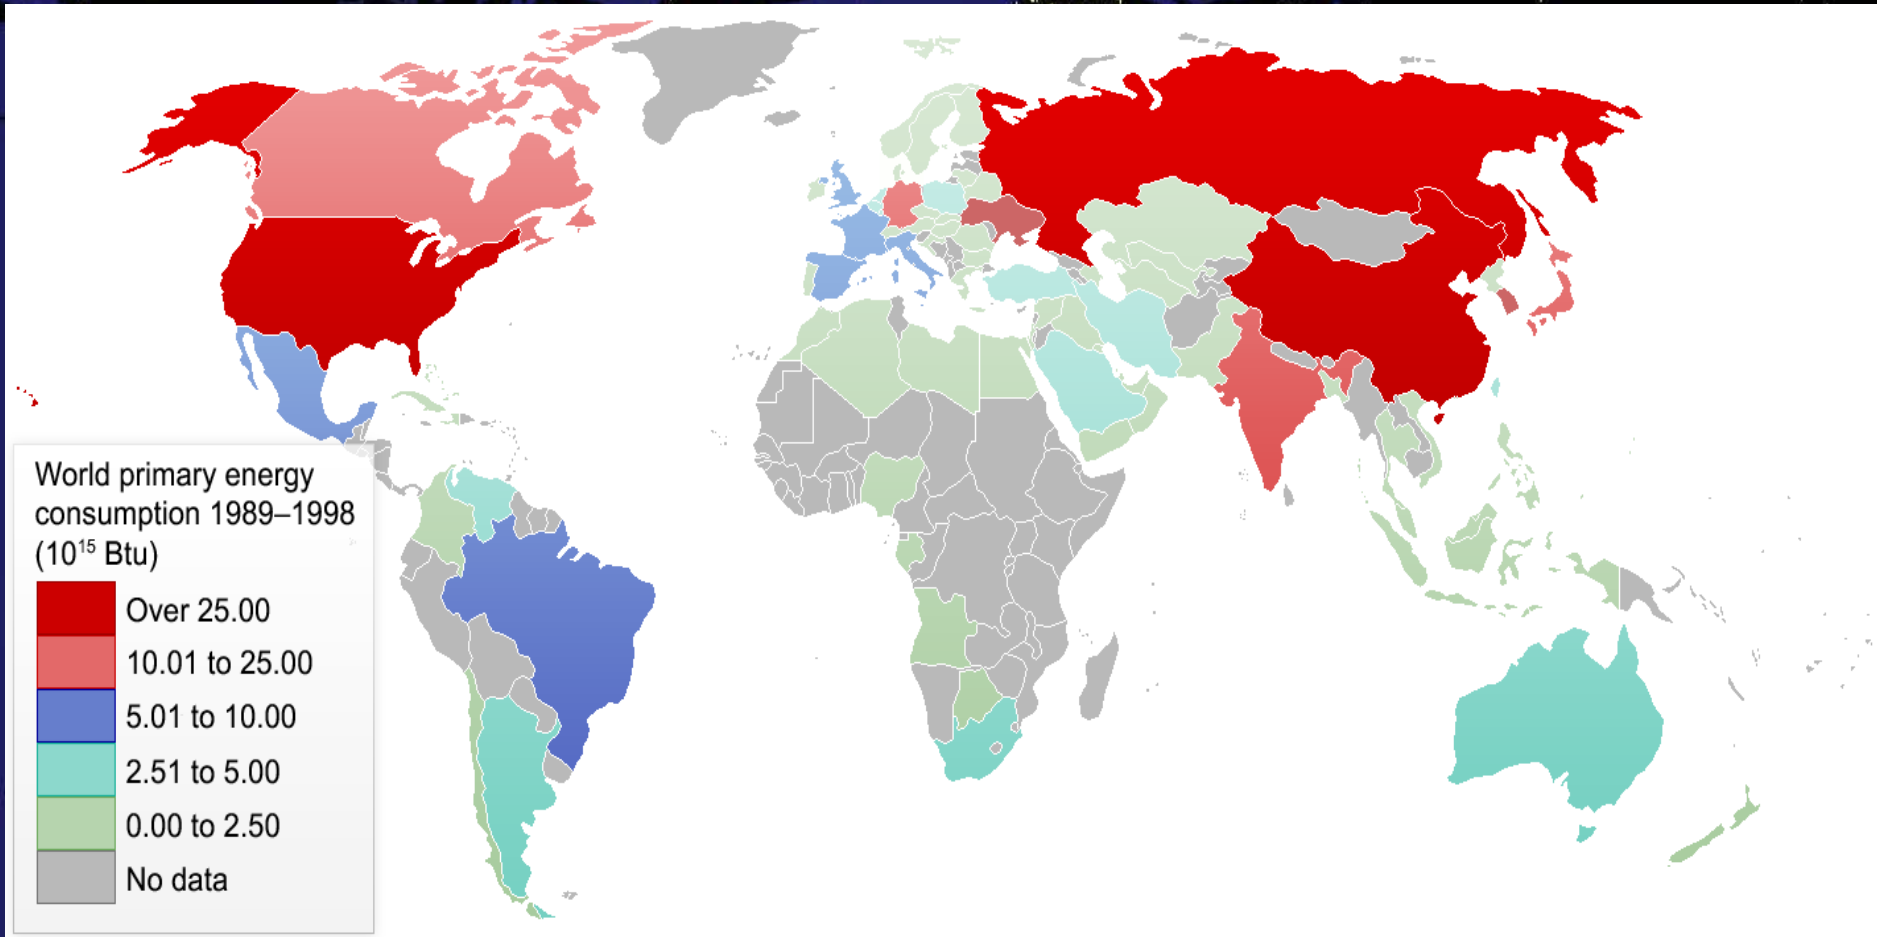 World primary energy
consumption 1989–1998
(10¹⁵ Btu)
Over 25.00
10.01 to 25.00
5.01 to 10.00
2.51 to 5.00
0.00 to 2.50
No data